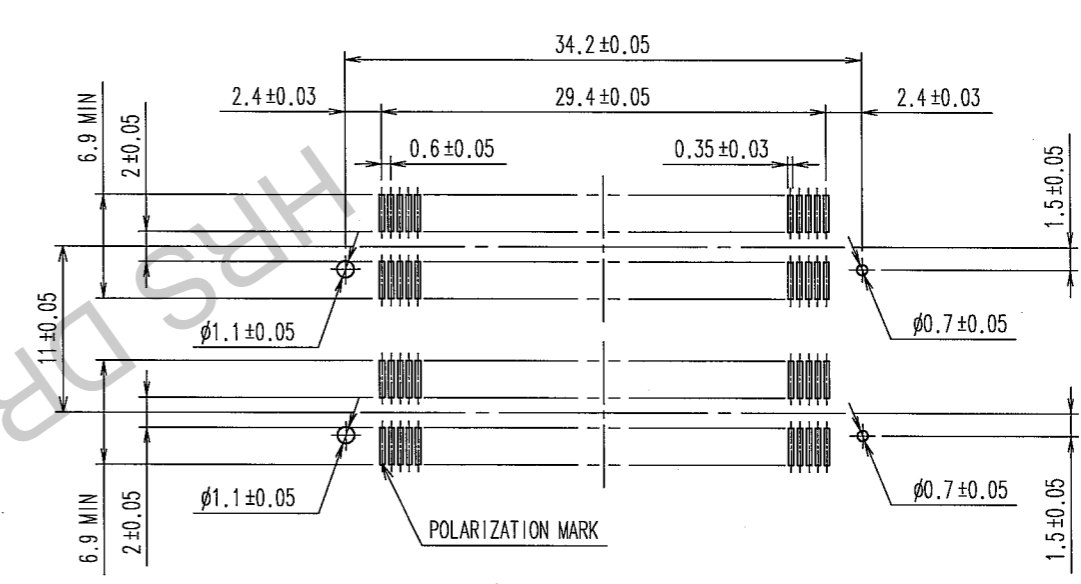 34.2±0.05
2.4±0.03
29.4±0.05
2.4±0.03
6.9 MIN
2±0.05
0.6±0.05
0.35±0.03
1.5±0.05
HRS DR
11±0.05
ϕ1.1±0.05
ϕ0.7±0.05
ϕ1.1±0.05
ϕ0.7±0.05
6.9 MIN
2±0.05
POLARIZATION MARK
1.5±0.05